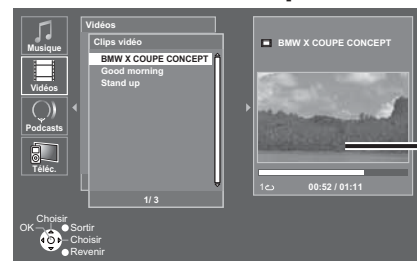 Musique
Vidéos
Podcasts
Téléc.
Vidéos
Clips vidéo
BMW X COUPE CONCEPT
Good morning
Stand up
1/ 3
BMW X COUPE CONCEPT
1
00:52 / 01:11
Choisir
OK
Sortir
Choisir
Revenir